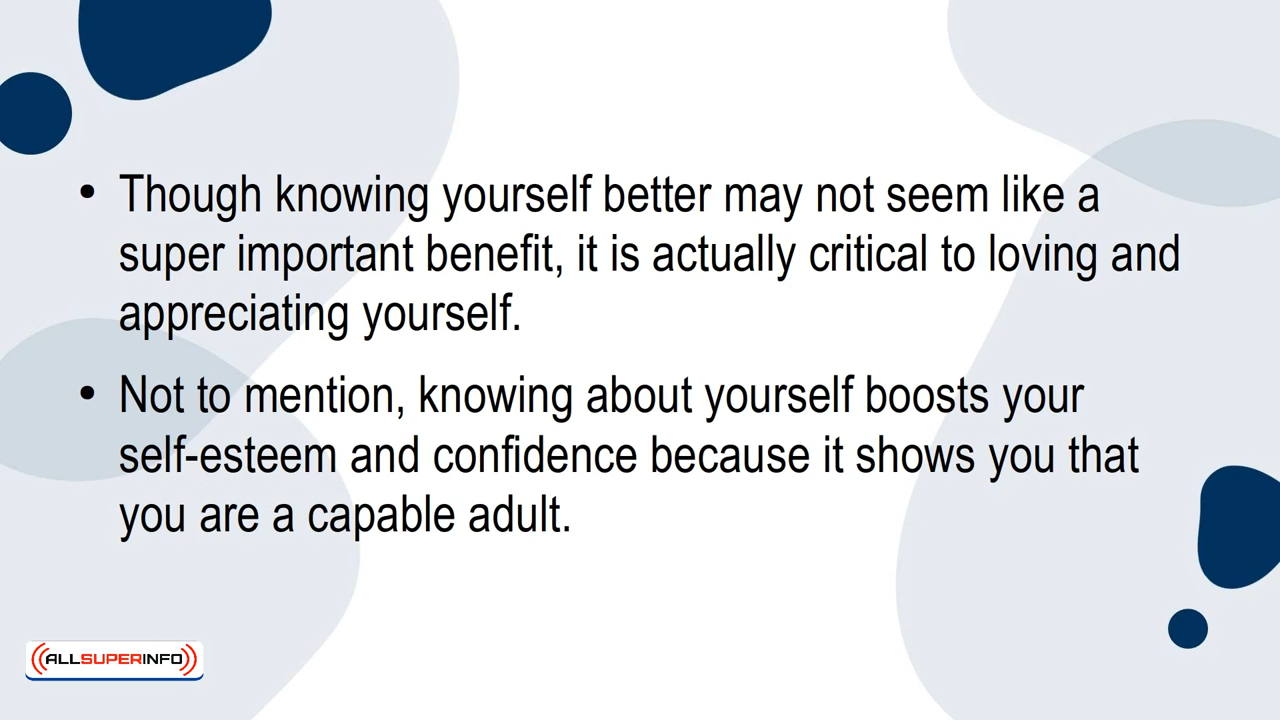 • Though knowing yourself better may not seem like a
super important benefit, it is actually critical to loving and
appreciating yourself.
• Not to mention, knowing about yourself boosts your
self-esteem and confidence because it shows you that
you are a capable adult.
ALLSUPERINFO